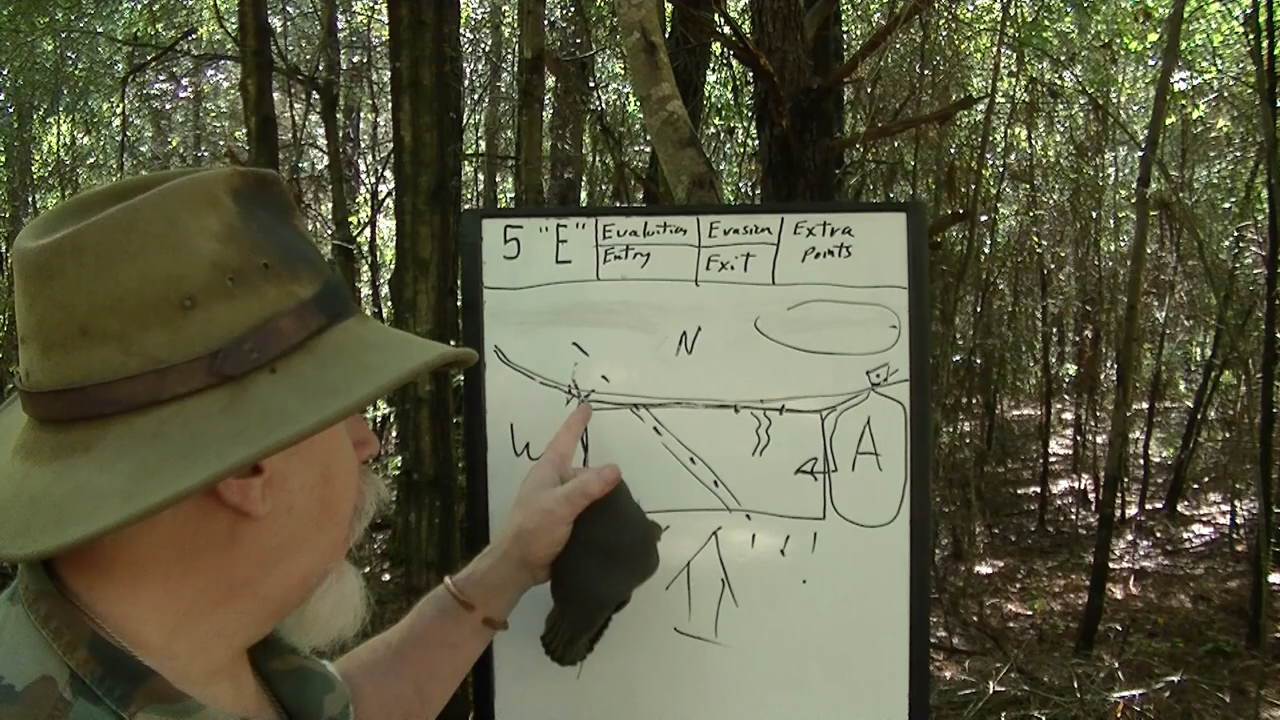 5 "E"
Evaluation
Entry
Evasion
Exit
Extra
Points
N
W
A